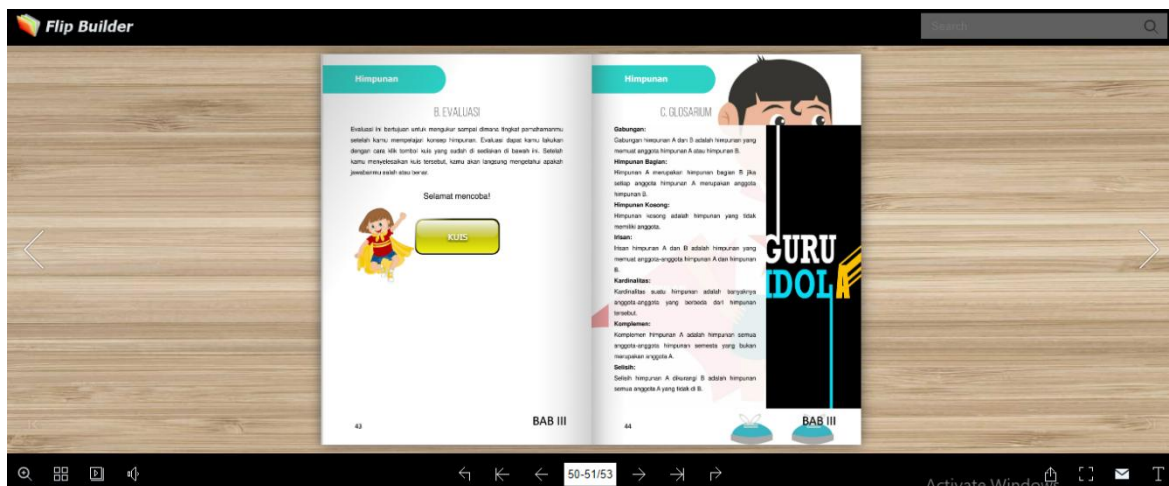 Flip Builder
Search
Himpunan
B. EVALUASI
Evaluasi ini bertujuan untuk mengukur sampai dimana tingkat pemahamanmu
setelah kamu mempelajari konsep himpunan. Evaluasi dapat kamu lakukan
dengan cara klik tombol kuis yang sudah di sediakan di bawah ini. Setelah
kamu menyelesaikan kuis tersebut, kamu akan langsung mengetahui apakah
jawabanmu salah atau benar.
Selamat mencoba!
KUIS
43
BAB III
Himpunan
C. GLOSARIUM
Gabungan:
Gabungan himpunan A dan B adalah himpunan yang
memuat anggota himpunan A atau himpunan B.
Himpunan Bagian:
Himpunan A merupakan himpunan bagian B jika
setiap anggota himpunan A merupakan anggota
himpunan B.
Himpunan Kosong:
Himpunan kosong adalah himpunan yang tidak
memiliki anggota.
Irisan:
Irisan himpunan A dan B adalah himpunan yang
memuat anggota-anggota himpunan A dan himpunan
B.
Kardinalitas:
Kardinalitas suatu himpunan adalah banyaknya
anggota-anggota yang berbeda dari himpunan
tersebut.
Komplemen:
Komplemen himpunan A adalah himpunan semua
anggota-anggota himpunan semesta yang bukan
merupakan anggota A.
Selisih:
Selisih himpunan A dikurangi B adalah himpunan
semua anggota A yang tidak di B.
GURU
IDOLA
44
BAB III
50-51/53
Activate Windows